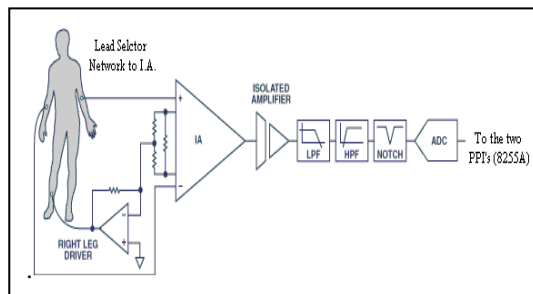 Lead Selctor
Network to I.A.
ISOLATED
AMPLIFIER
+
IA
−
LPF
HPF
NOTCH
ADC
To the two
PPI's (8255A)
−
+
RIGHT LEG
DRIVER